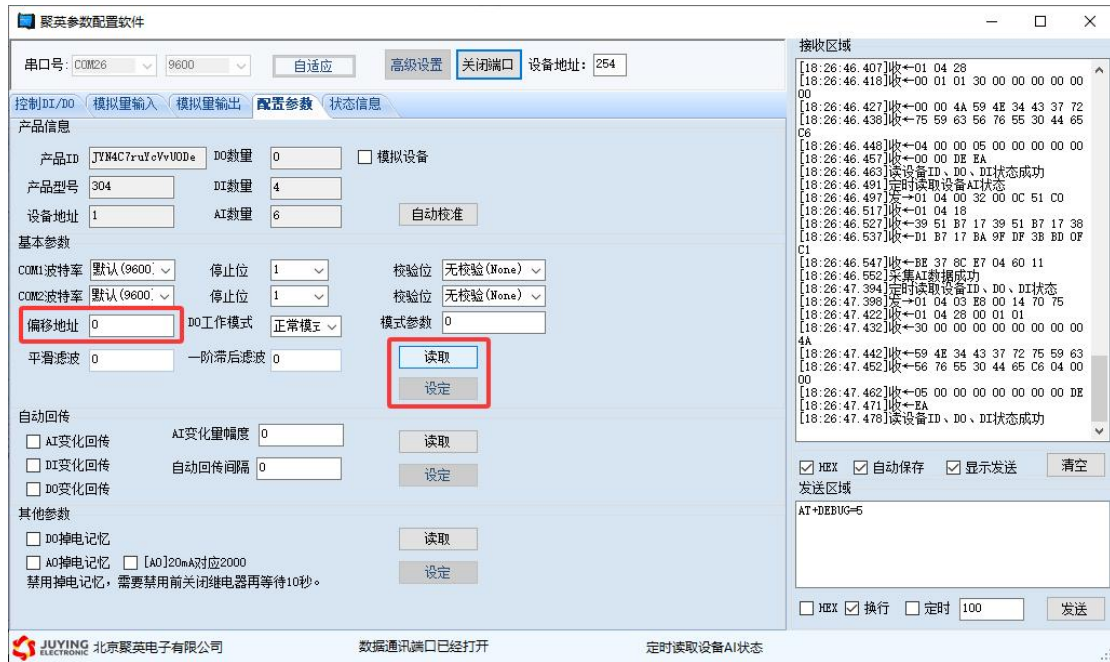 聚英参数配置软件
串口号: COM26 9600 自适应 高级设置 关闭端口 设备地址: 254
控制DI/DO 模拟量输入 模拟量输出 配置参数 状态信息
产品信息
产品ID JYN4C7ruYcVvU0De DO数量 0 模拟设备
产品型号 304 DI数量 4
设备地址 1 AI数量 6 自动校准
基本参数
COM1波特率 默认(9600) 停止位 1 校验位 无校验(None)
COM2波特率 默认(9600) 停止位 1 校验位 无校验(None)
偏移地址 0 DO工作模式 正常模式 模式参数 0
平滑滤波 0 一阶滞后滤波 0 读取
设定
自动回传
AI变化回传 AI变化量幅度 0 读取
DI变化回传 自动回传间隔 0 设定
DO变化回传
其他参数
DO掉电记忆 读取
AO掉电记忆 [AO]20mA对应2000 设定
禁用掉电记忆，需要禁用前关闭继电器再等待10秒。
接收区域
[18:26:46.407]收←01 04 28
[18:26:46.418]收←00 01 01 30 00 00 00 00 00
00
[18:26:46.427]收←00 00 4A 59 4E 34 43 37 72
[18:26:46.438]收←75 59 63 56 76 55 30 44 65
C6
[18:26:46.448]收←04 00 00 05 00 00 00 00 00
[18:26:46.457]收←00 00 DE EA
[18:26:46.463]读设备ID、DO、DI状态成功
[18:26:46.491]定时读取设备AI状态
[18:26:46.497]发→01 04 00 32 00 0C 51 C0
[18:26:46.517]收←01 04 18
[18:26:46.527]收←39 51 B7 17 39 51 B7 17 38
[18:26:46.537]收←D1 B7 17 BA 9F DF 3B BD 0F
C1
[18:26:46.547]收←BE 37 8C E7 04 60 11
[18:26:46.552]采集AI数据成功
[18:26:47.394]定时读取设备ID、DO、DI状态
[18:26:47.398]发→01 04 03 E8 00 14 70 75
[18:26:47.422]收←01 04 28 00 01 01
[18:26:47.432]收←30 00 00 00 00 00 00 00 00
4A
[18:26:47.442]收←59 4E 34 43 37 72 75 59 63
[18:26:47.452]收←56 76 55 30 44 65 C6 04 00
00
[18:26:47.462]收←05 00 00 00 00 00 00 00 DE
[18:26:47.471]收←EA
[18:26:47.478]读设备ID、DO、DI状态成功
HEX 自动保存 显示发送 清空
发送区域
AT+DEBUG=5
HEX 换行 定时 100 发送
JUYING ELECTRONIC 北京聚英电子有限公司 数据通讯端口已经打开 定时读取设备AI状态